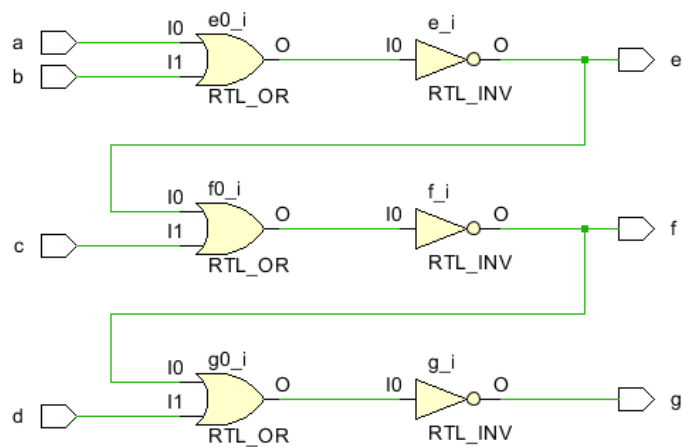 e0_i e_i
a I0 O I0 O e
b I1
RTL_OR RTL_INV
f0_i f_i
I0 O I0 O f
c I1
RTL_OR RTL_INV
g0_i g_i
I0 O I0 O g
d I1
RTL_OR RTL_INV